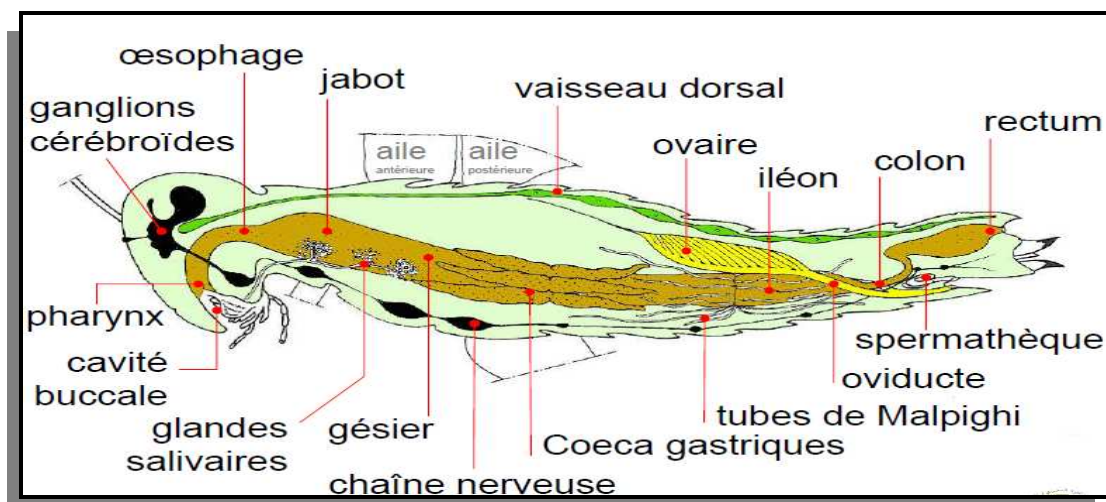 œsophage
jabot
vaisseau dorsal
ganglions
cérébroïdes
aile
antérieure
aile
postérieure
ovaire
rectum
colon
iléon
pharynx
cavité
buccale
glandes
salivaires
gésier
chaîne nerveuse
Coeca gastriques
tubes de Malpighi
oviducte
spermathèque